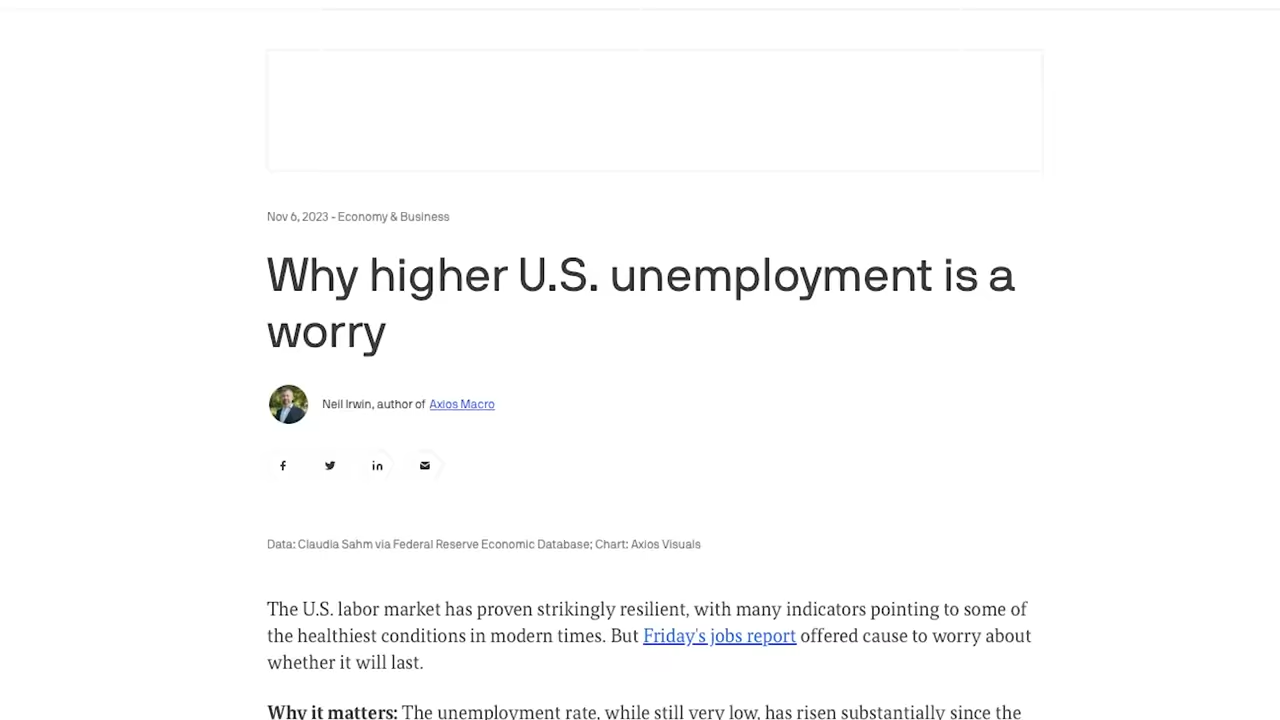 Nov 6, 2023 - Economy & Business
Why higher U.S. unemployment is a
worry
Neil Irwin, author of Axios Macro
Data: Claudia Sahm via Federal Reserve Economic Database; Chart: Axios Visuals
The U.S. labor market has proven strikingly resilient, with many indicators pointing to some of
the healthiest conditions in modern times. But Friday's jobs report offered cause to worry about
whether it will last.
Why it matters: The unemployment rate, while still very low, has risen substantially since the